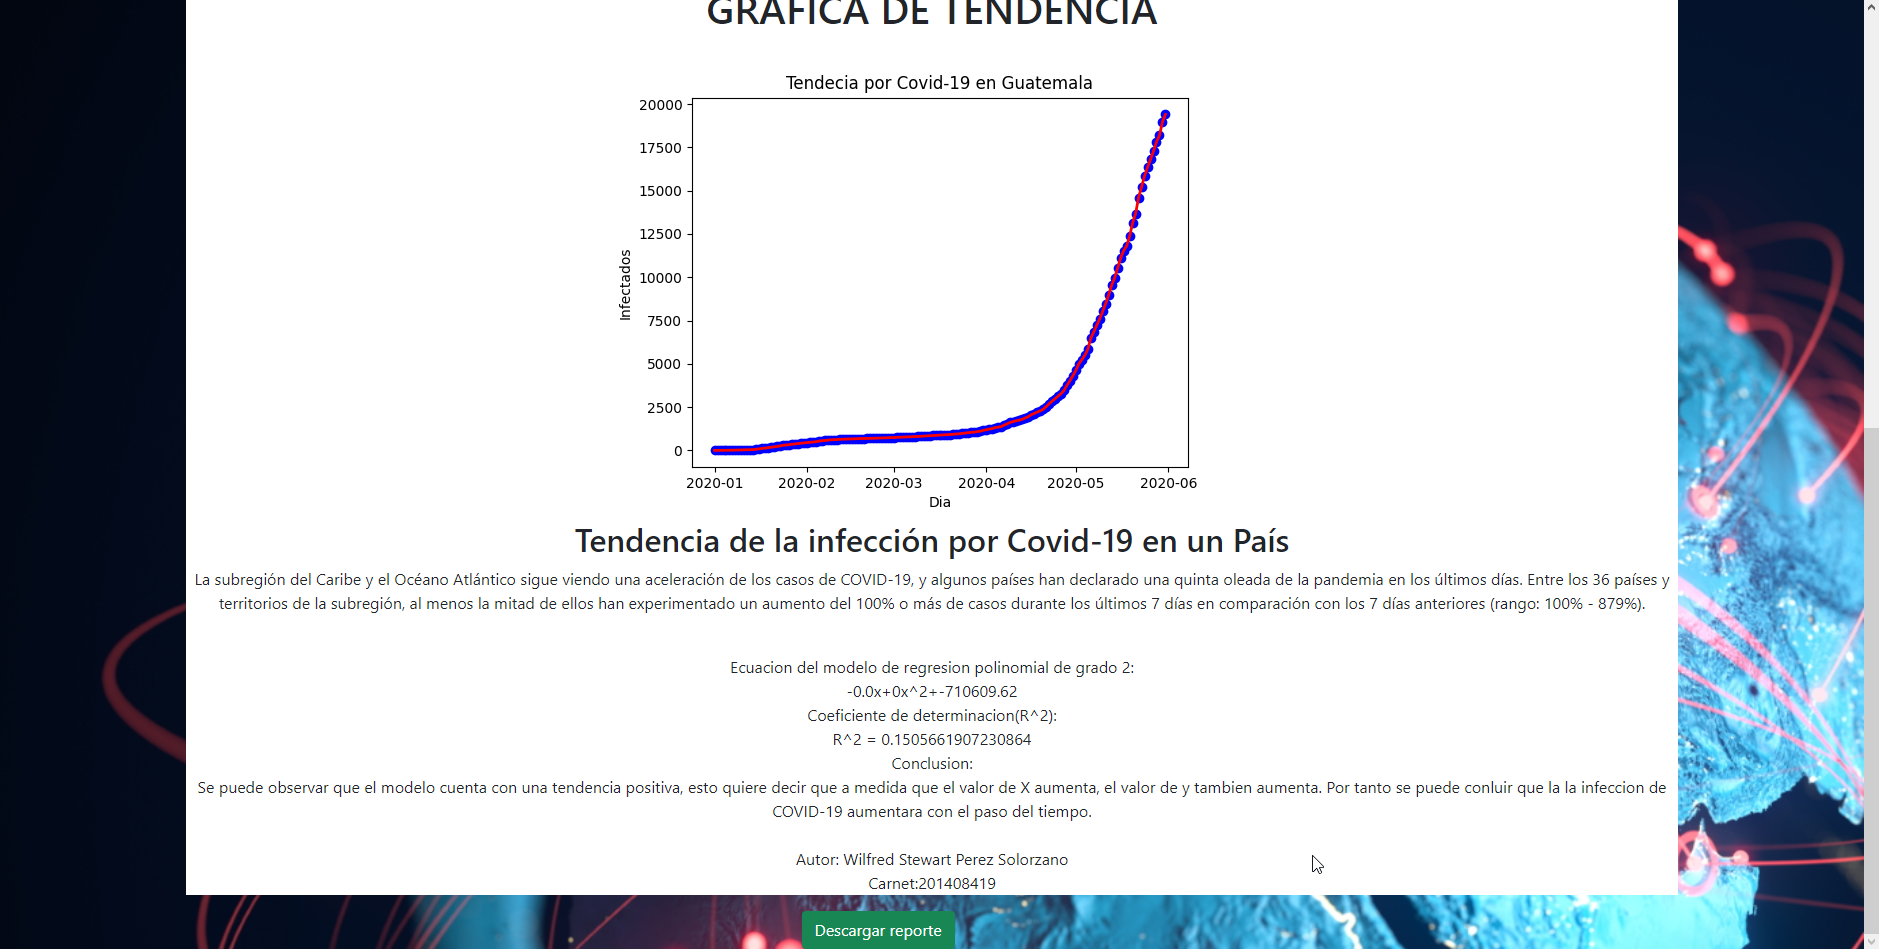 GRAFICA DE TENDENCIA
Tendecia por Covid-19 en Guatemala
20000
17500
15000
12500
10000
7500
5000
2500
0
Infectados
2020-01 2020-02 2020-03 2020-04 2020-05 2020-06
Dia
Tendencia de la infección por Covid-19 en un País
La subregión del Caribe y el Océano Atlántico sigue viendo una aceleración de los casos de COVID-19, y algunos países han declarado una quinta oleada de la pandemia en los últimos días. Entre los 36 países y
territorios de la subregión, al menos la mitad de ellos han experimentado un aumento del 100% o más de casos durante los últimos 7 días en comparación con los 7 días anteriores (rango: 100% - 879%).
Ecuacion del modelo de regresion polinomial de grado 2:
-0.0x+0x^2+-710609.62
Coeficiente de determinacion(R^2):
R^2 = 0.1505661907230864
Conclusion:
Se puede observar que el modelo cuenta con una tendencia positiva, esto quiere decir que a medida que el valor de X aumenta, el valor de y tambien aumenta. Por tanto se puede conluir que la la infeccion de
COVID-19 aumentara con el paso del tiempo.
Autor: Wilfred Stewart Perez Solorzano
Carnet:201408419
Descargar reporte